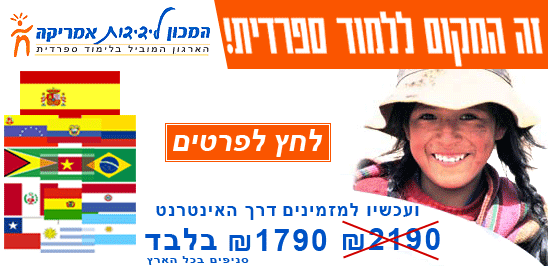 זה המקום ללמוד ספרדית!
המכון לידידות אמריקה
הארגון המוביל בלימוד ספרדית
לחץ לפרטים
ועכשיו למזמינים דרך האינטרנט
₪2190 ₪1790 בלבד
סניפים בכל הארץ